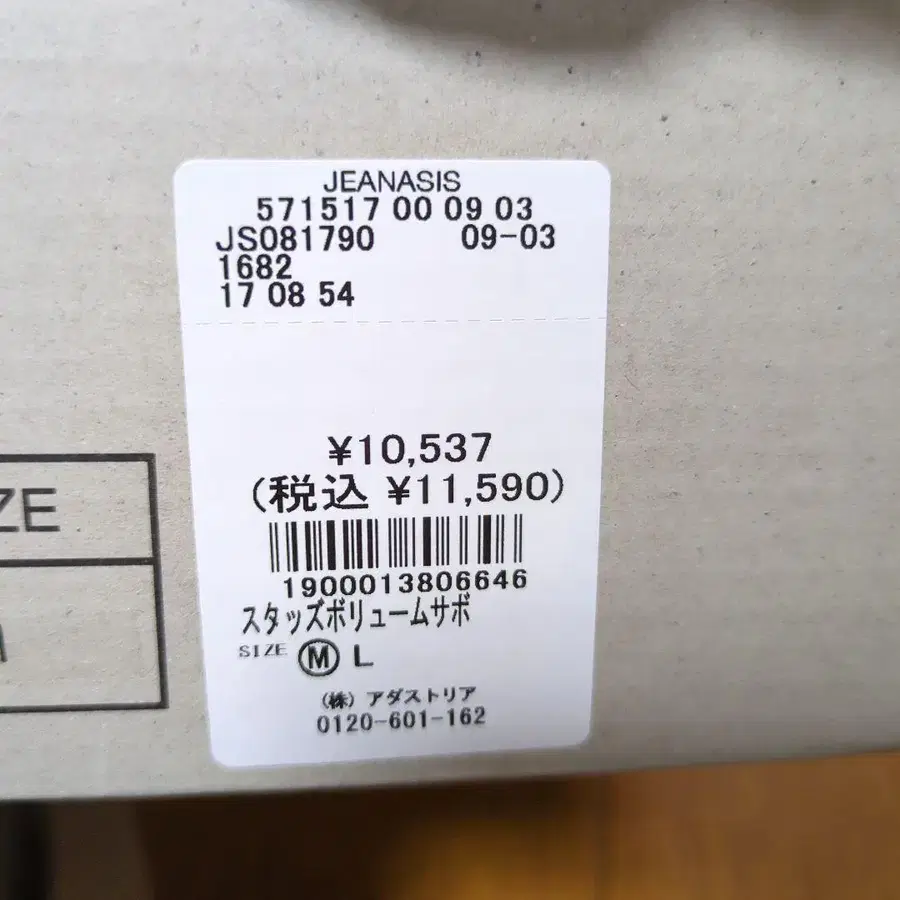 JEANASIS
571517 00 09 03
JS081790 09-03
1682
17 08 54
¥10,537
(税込 ¥11,590)
1900013806646
スタッズボリュームサボ
SIZE Ⓜ L
(株) アダストリア
0120-601-162